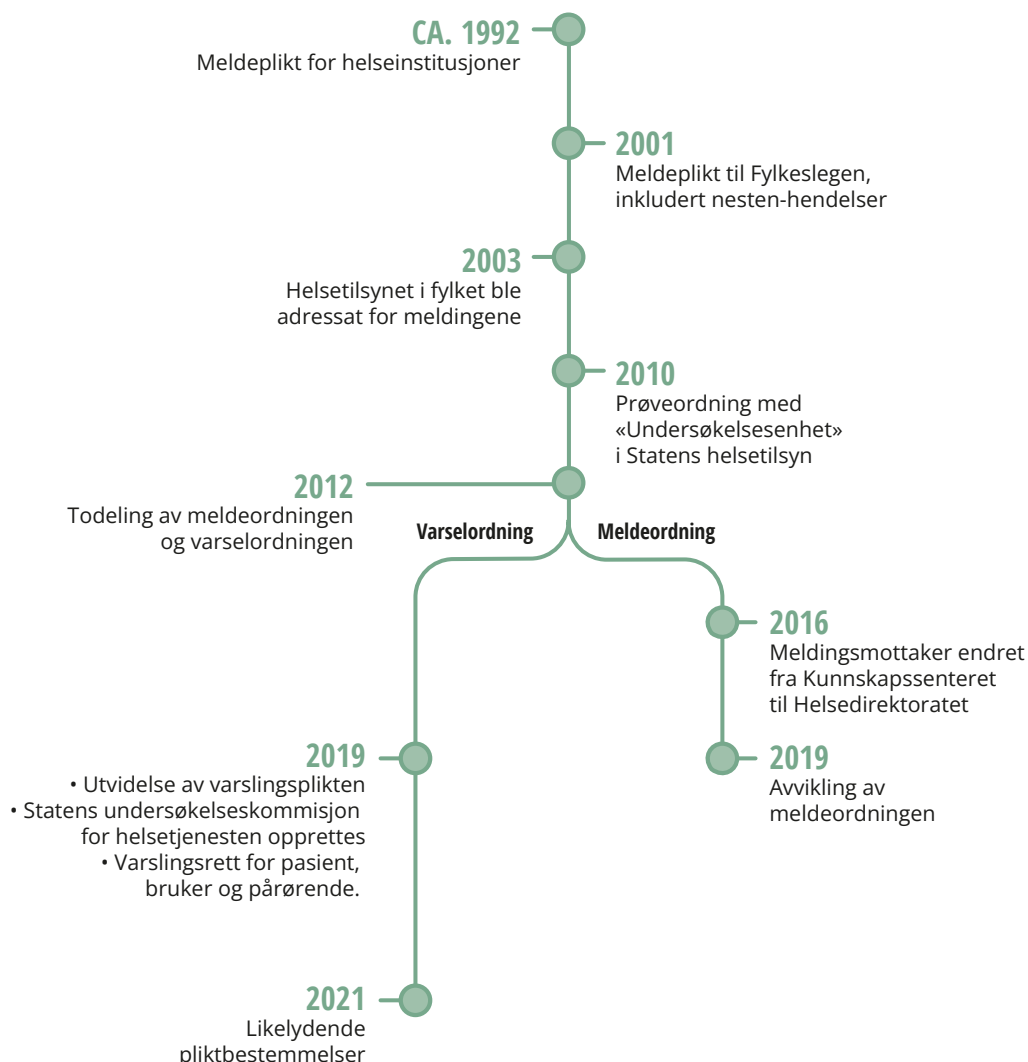 CA. 1992
Meldeplikt for helseinstitusjoner
2001
Meldeplikt til Fylkeslegen,
inkludert nesten-hendelser
2003
Helsetilsynet i fylket ble
adressat for meldingene
2010
Prøveordning med
«Undersøkelsesenhet»
i Statens helsetilsyn
2012
Todeling av meldeordningen
og varselordningen
Varselordning
Meldeordning
2016
Meldingsmottaker endret
fra Kunnskapssenteret
til Helsedirektoratet
2019
• Utvidelse av varslingsplikten
• Statens undersøkelseskommisjon
for helsetjenesten opprettes
• Varslingsrett for pasient,
bruker og pårørende.
2019
Avvikling av
meldeordningen
2021
Likelydende
pliktbestemmelser